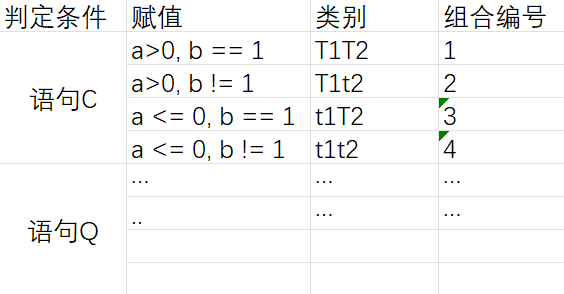 判定条件 赋值 类别 组合编号
语句C
a>0, b == 1 T1T2 1
a>0, b != 1 T1t2 2
a <= 0, b == 1 t1T2 3
a <= 0, b != 1 t1t2 4
语句Q
... ... ...
.. ... ...